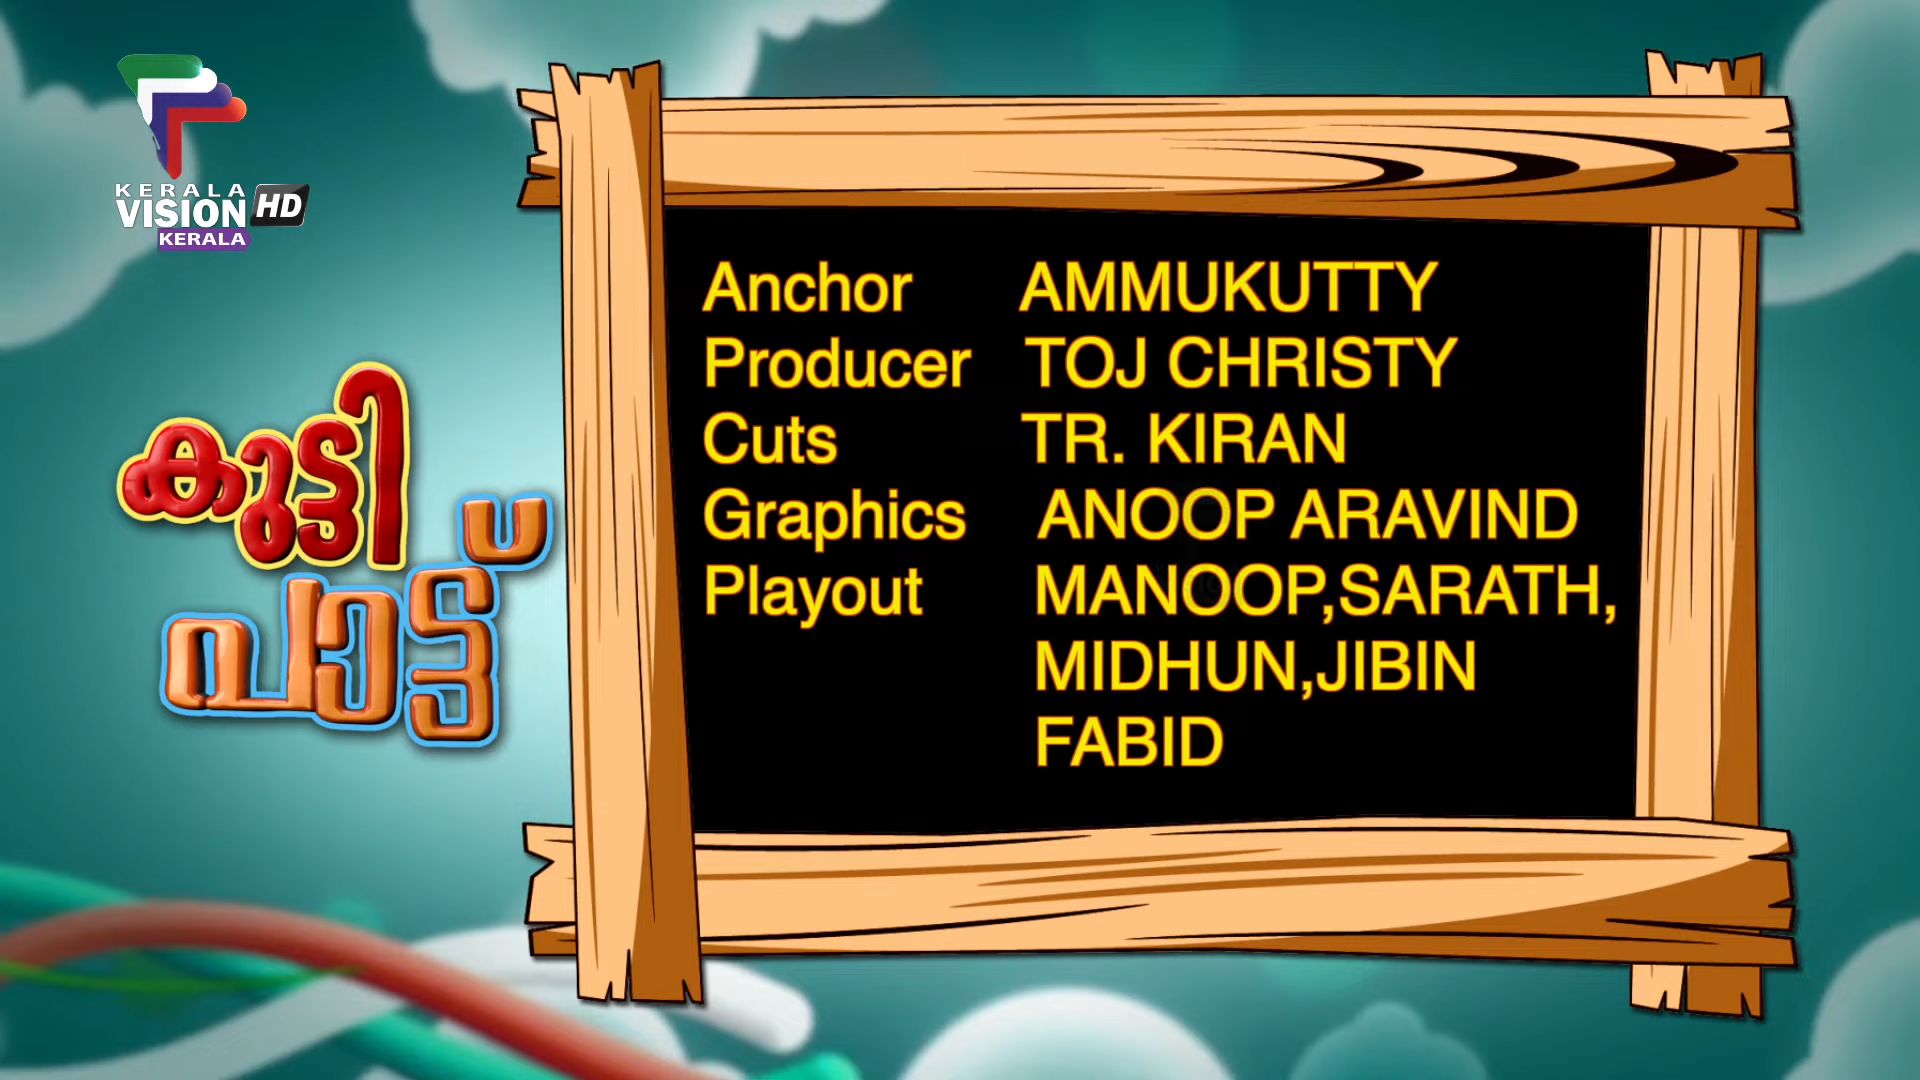 KERALA
VISION HD
KERALA
കുട്ടി
പാട്ട്
Anchor AMMUKUTTY
Producer TOJ CHRISTY
Cuts TR. KIRAN
Graphics ANOOP ARAVIND
Playout MANOOP,SARATH,
MIDHUN,JIBIN
FABID